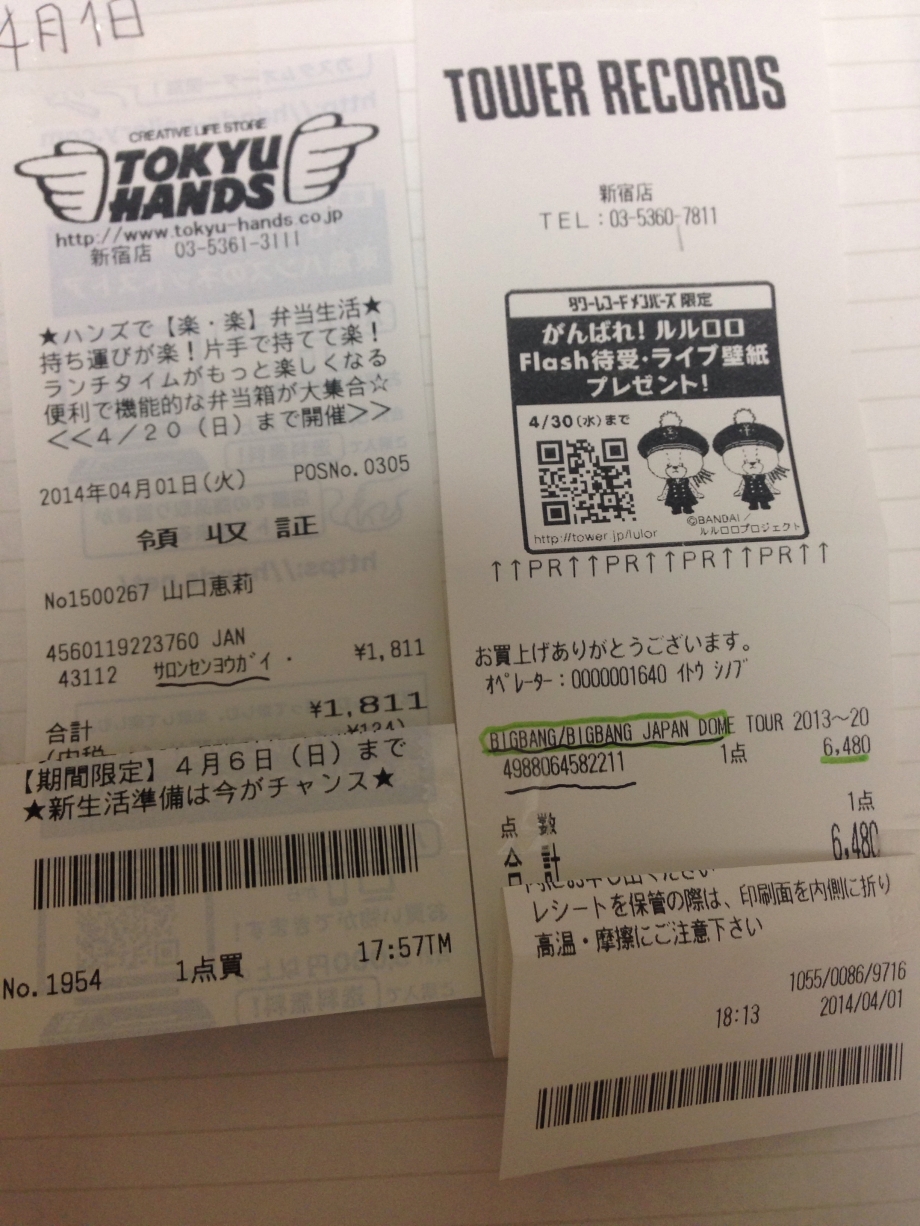 4月1日
CREATIVE LIFE STORE
TOKYU
HANDS
http://www.tokyu-hands.co.jp
新宿店 03-5361-3111
★ハンズで【楽・楽】弁当生活★
持ち運びが楽！片手で持てて楽！
ランチタイムがもっと楽しくなる
便利で機能的な弁当箱が大集合☆
<<４／２０（日）まで開催>>
2014年04月01日(火) POSNo.0305
領収証
No1500267 山口恵莉
4560119223760 JAN
43112 ｻﾛﾝｾﾝﾖｳｶﾞｲ . ¥1,811
合計 ¥1,811
【期間限定】４月６日（日）まで
★新生活準備は今がチャンス★
No.1954 1点買 17:57TM
TOWER RECORDS
新宿店
ＴＥＬ：03-5360-7811
タワーレコードメンバーズ限定
がんばれ！ルルロロ
Flash待受・ライブ壁紙
プレゼント！
4/30(水)まで
http://tower.jp/lulor
©BANDAI／
ルルロロプロジェクト
↑↑PR↑↑PR↑↑PR↑↑PR↑↑
お買上げありがとうございます。
ｵﾍﾟﾚｰﾀｰ：0000001640 ｲﾄｳ ｼﾉﾌﾞ
BIGBANG/BIGBANG JAPAN DOME TOUR 2013～20
4988064582211 1点 6,480
点 数 1点
合 計 6,480
レシートを保管の際は、印刷面を内側に折り
高温・摩擦にご注意下さい
1055/0086/9716
18:13 2014/04/01